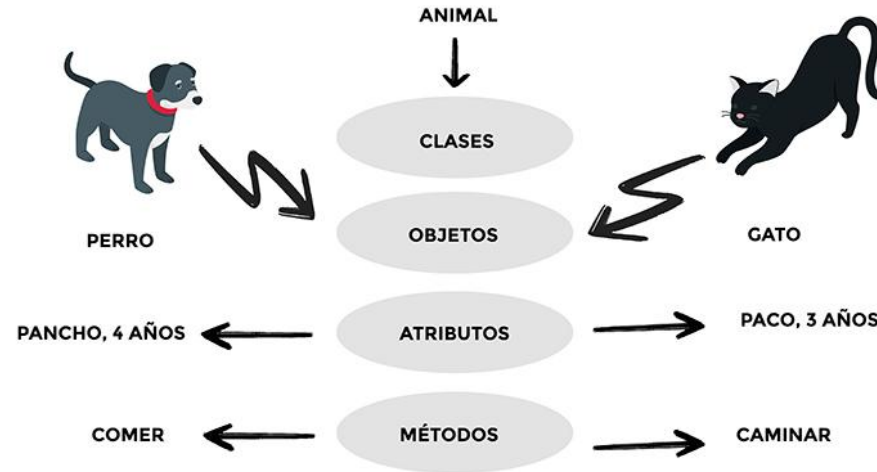 ANIMAL
CLASES
OBJETOS
PERRO
GATO
PANCHO, 4 AÑOS
ATRIBUTOS
PACO, 3 AÑOS
COMER
MÉTODOS
CAMINAR